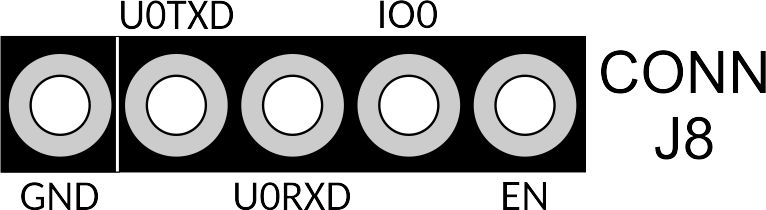 U0TXD IO0
CONN
J8
GND U0RXD EN